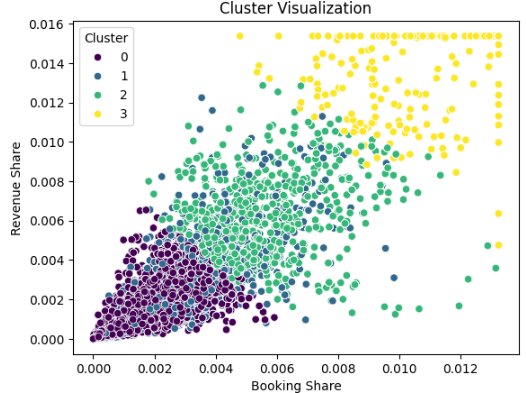 Cluster Visualization
0.016
0.014
0.012
0.010
0.008
0.006
0.004
0.002
0.000
Revenue Share
Cluster
0
1
2
3
0.000 0.002 0.004 0.006 0.008 0.010 0.012
Booking Share